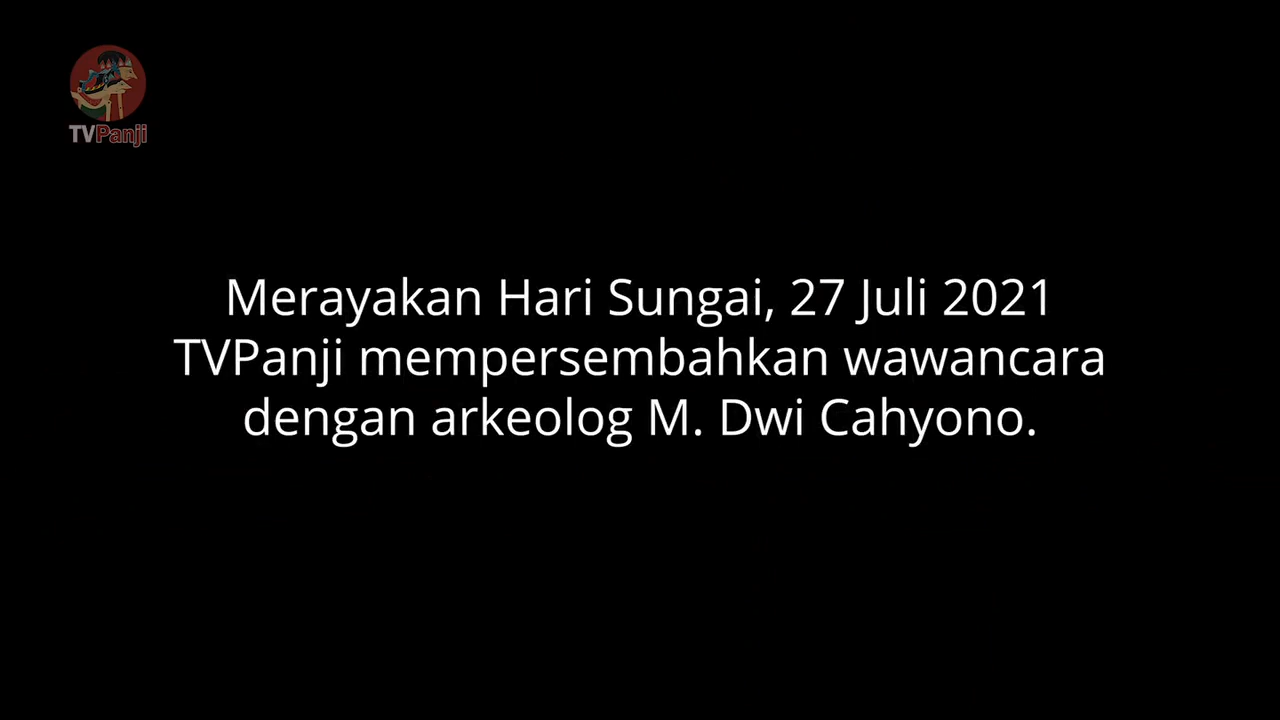 TVPanji
Merayakan Hari Sungai, 27 Juli 2021
TVPanji mempersembahkan wawancara
dengan arkeolog M. Dwi Cahyono.